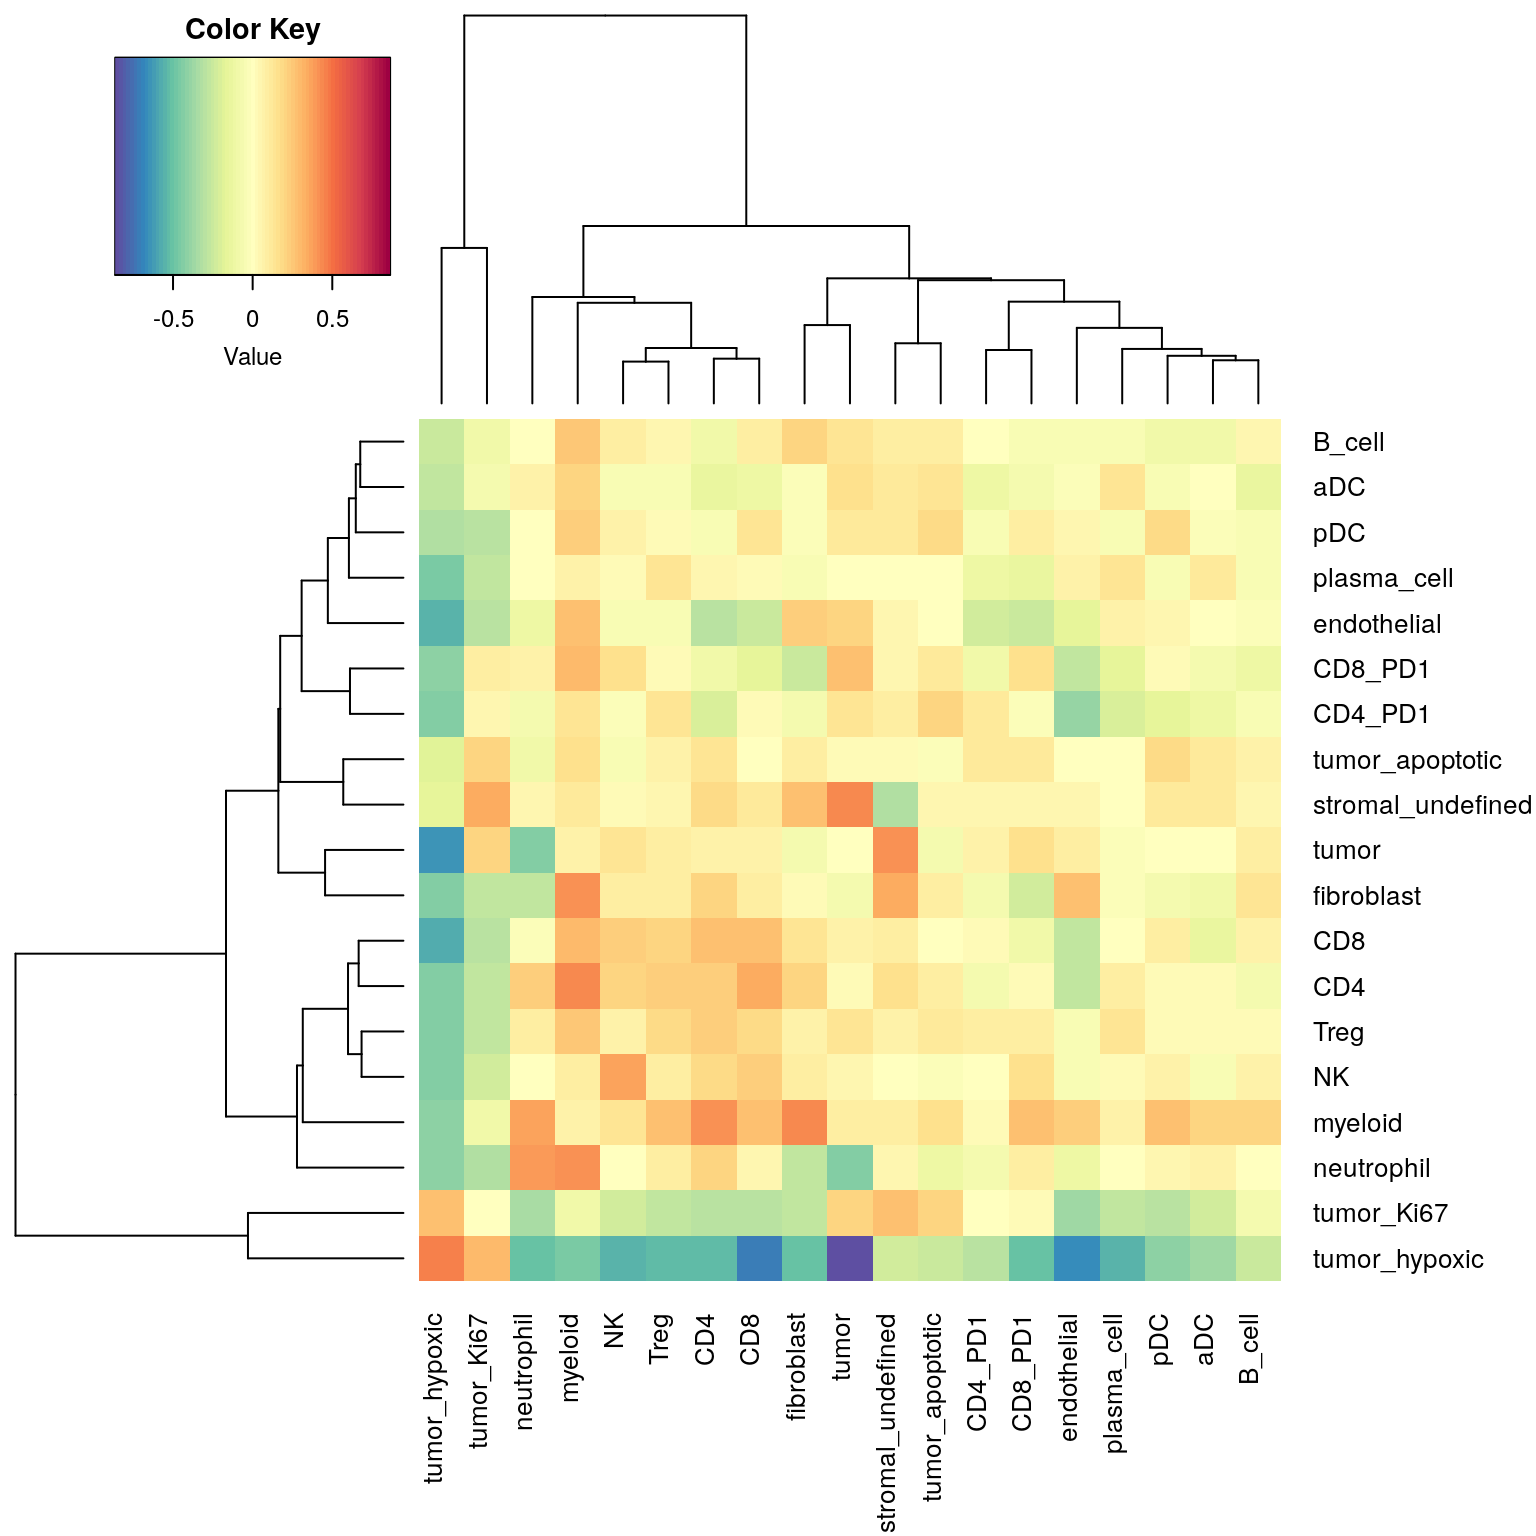 Color Key
-0.5 0 0.5
Value
B_cell
aDC
pDC
plasma_cell
endothelial
CD8_PD1
CD4_PD1
tumor_apoptotic
stromal_undefined
tumor
fibroblast
CD8
CD4
Treg
NK
myeloid
neutrophil
tumor_Ki67
tumor_hypoxic
tumor_hypoxic
tumor_Ki67
neutrophil
myeloid
NK
Treg
CD4
CD8
fibroblast
tumor
stromal_undefined
tumor_apoptotic
CD4_PD1
CD8_PD1
endothelial
plasma_cell
pDC
aDC
B_cell